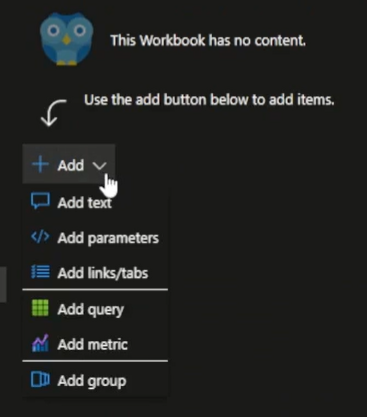 This Workbook has no content.
Use the add button below to add items.
Add
Add text
Add parameters
Add links/tabs
Add query
Add metric
Add group